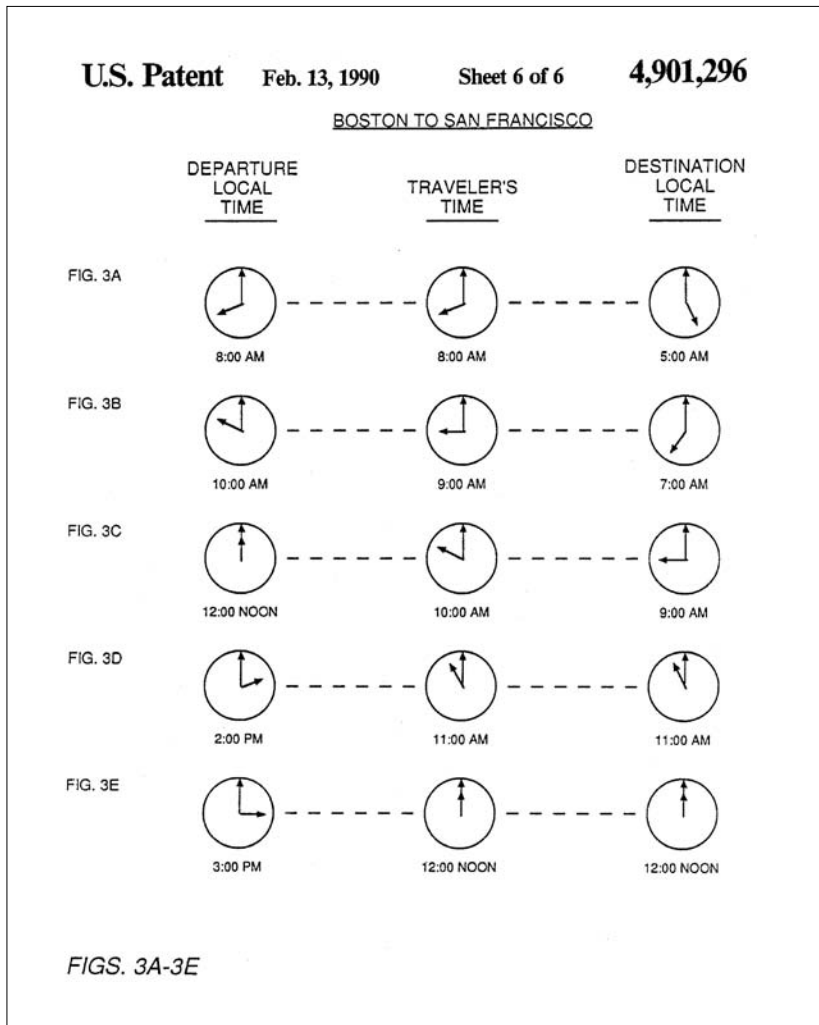 U.S. Patent Feb. 13, 1990 Sheet 6 of 6 4,901,296
BOSTON TO SAN FRANCISCO
DEPARTURE
LOCAL
TIME
TRAVELER'S
TIME
DESTINATION
LOCAL
TIME
FIG. 3A
8:00 AM 8:00 AM 5:00 AM
FIG. 3B
10:00 AM 9:00 AM 7:00 AM
FIG. 3C
12:00 NOON 10:00 AM 9:00 AM
FIG. 3D
2:00 PM 11:00 AM 11:00 AM
FIG. 3E
3:00 PM 12:00 NOON 12:00 NOON
FIGS. 3A-3E